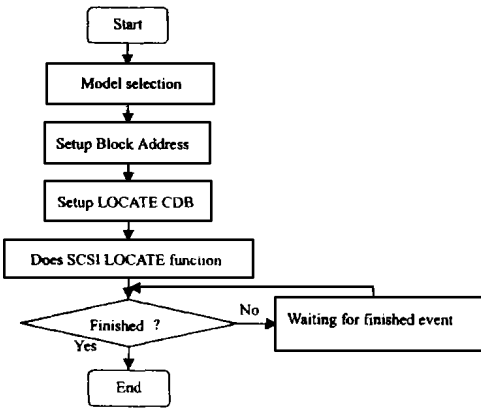 Start
Model selection
Setup Block Address
Setup LOCATE CDB
Does SCSI LOCATE function
No
Finished ?
Waiting for finished event
Yes
End